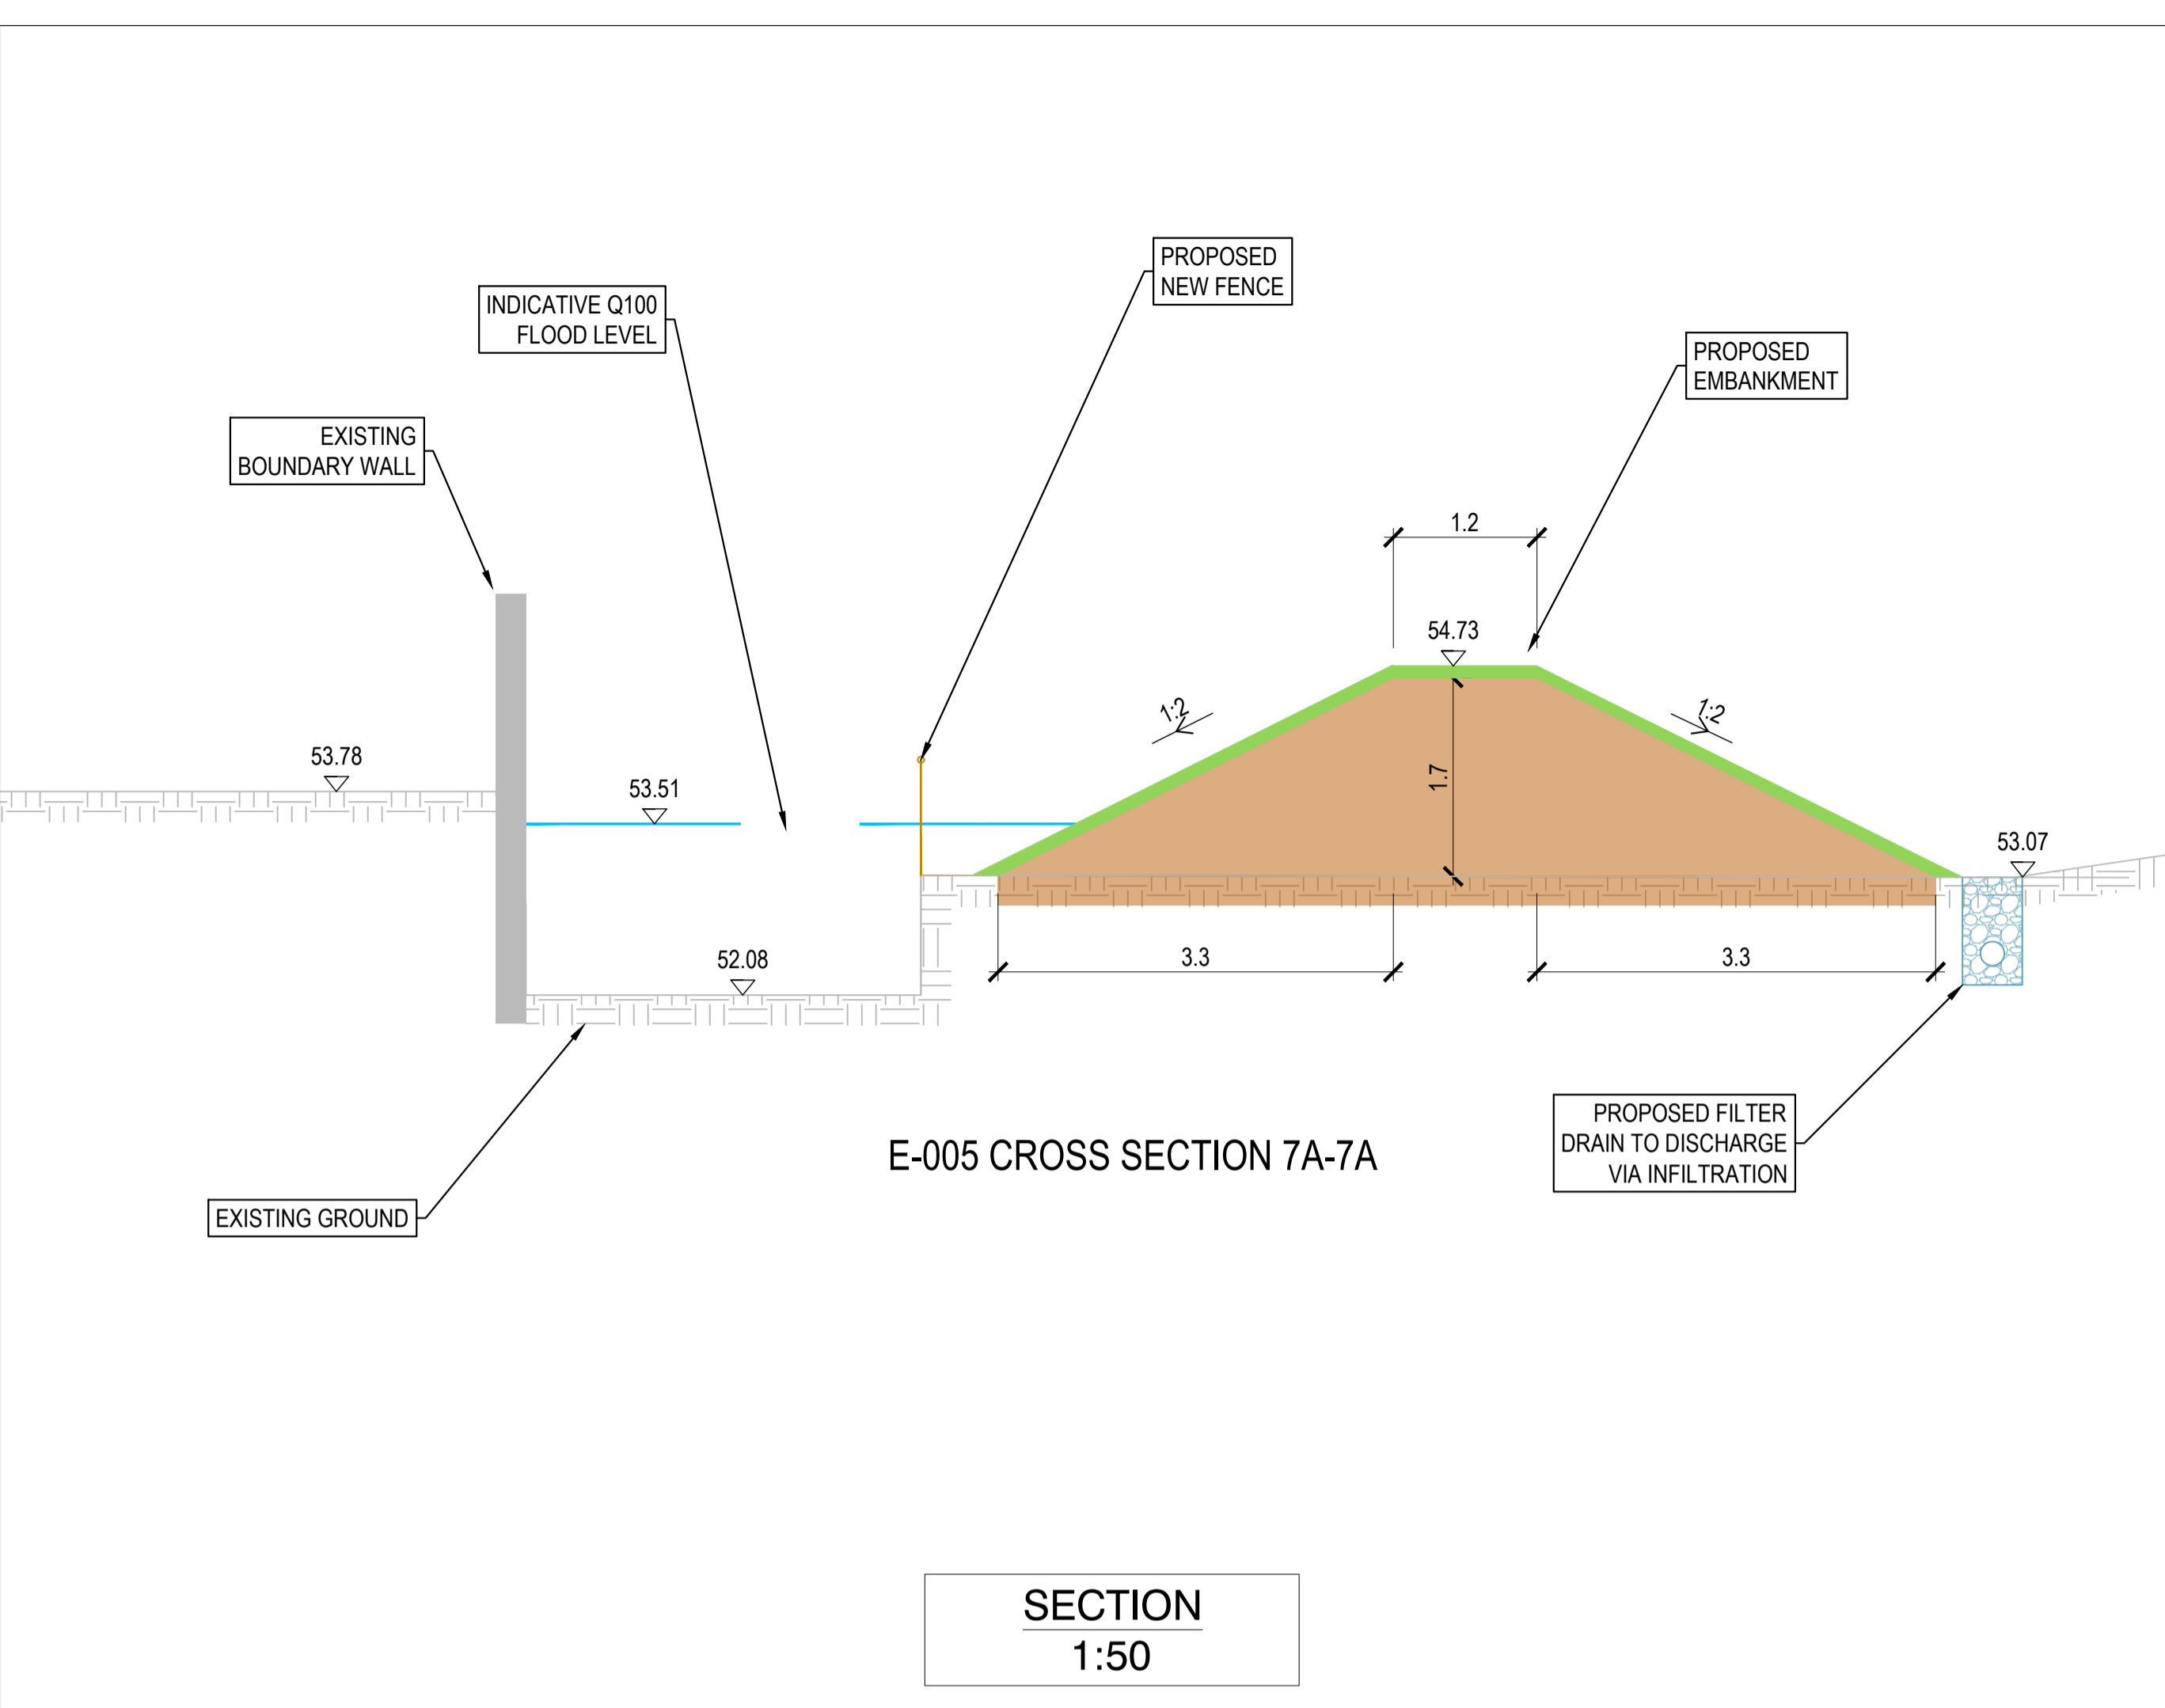 PROPOSED
NEW FENCE
INDICATIVE Q100
FLOOD LEVEL
PROPOSED
EMBANKMENT
EXISTING
BOUNDARY WALL
1.2
54.73
1:2
1:2
53.78
53.51
1.7
53.07
52.08
3.3
3.3
PROPOSED FILTER
DRAIN TO DISCHARGE
VIA INFILTRATION
E-005 CROSS SECTION 7A-7A
EXISTING GROUND
SECTION
1:50